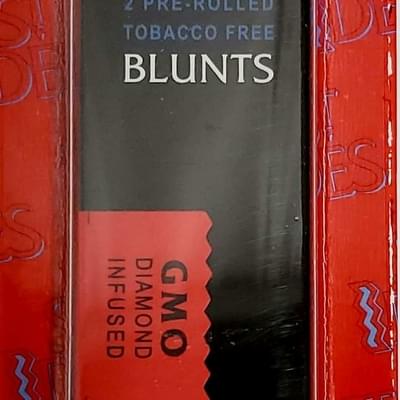 2 PRE-ROLLED
TOBACCO FREE
BLUNTS
GMO
DIAMOND
INFUSED